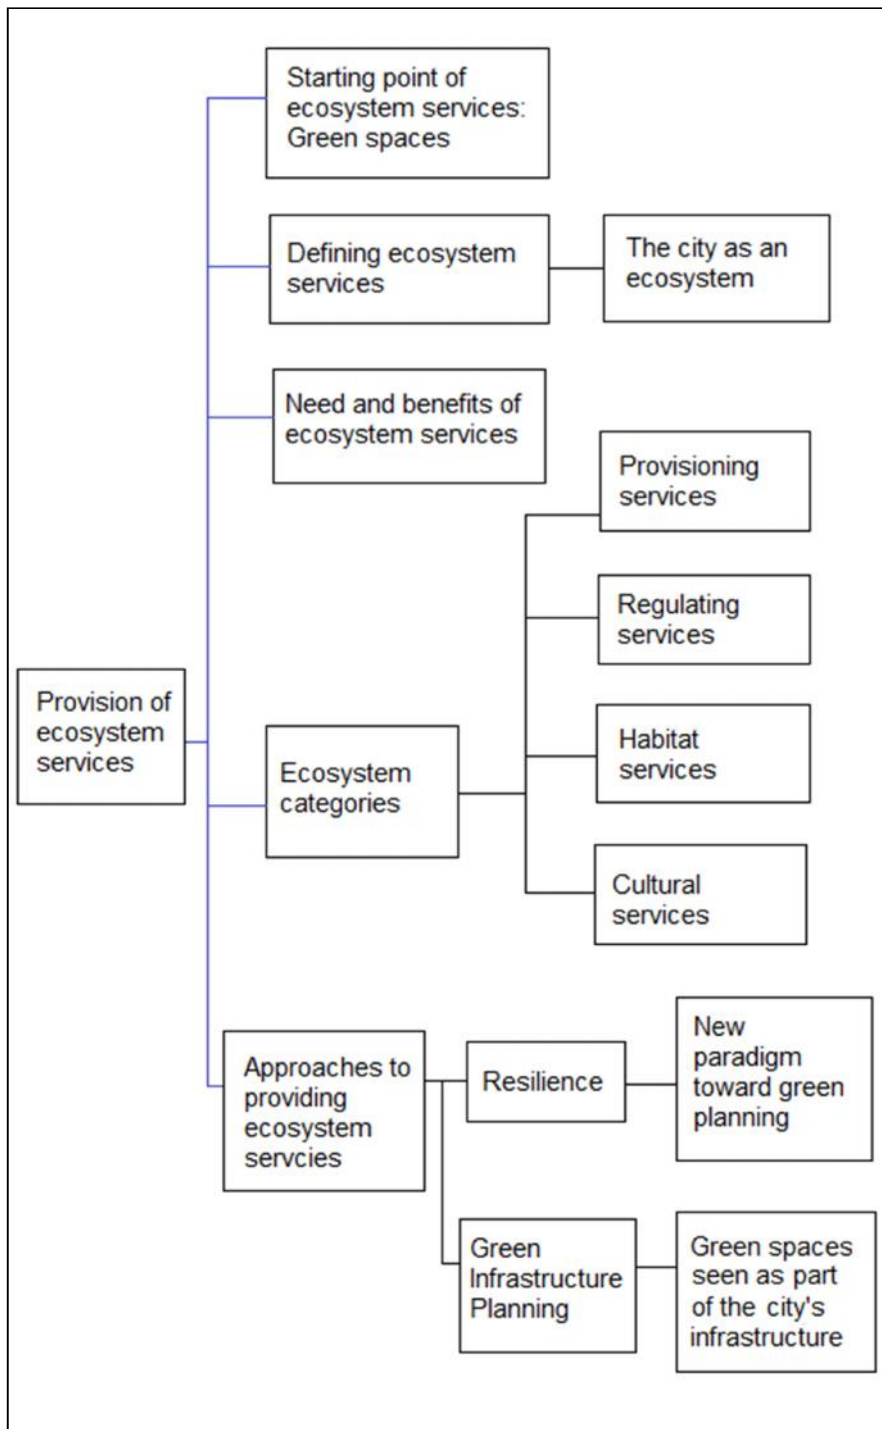 Starting point of
ecosystem services:
Green spaces
Defining ecosystem
services
The city as an
ecosystem
Need and benefits of
ecosystem services
Provisioning
services
Regulating
services
Provision of
ecosystem
services
Ecosystem
categories
Habitat
services
Cultural
services
Approaches to
providing
ecosystem
servcies
Resilience
New
paradigm
toward green
planning
Green
Infrastructure
Planning
Green spaces
seen as part
of the city's
infrastructure